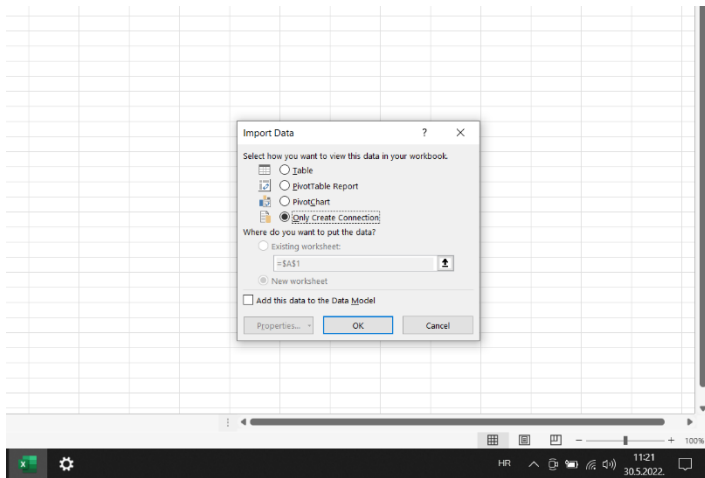 Import Data ? ×
Select how you want to view this data in your workbook.
Table
PivotTable Report
PivotChart
Only Create Connection
Where do you want to put the data?
Existing worksheet:
=$A$1
New worksheet
Add this data to the Data Model
Properties...
OK
Cancel
- + 100%
HR
11:21
30.5.2022.